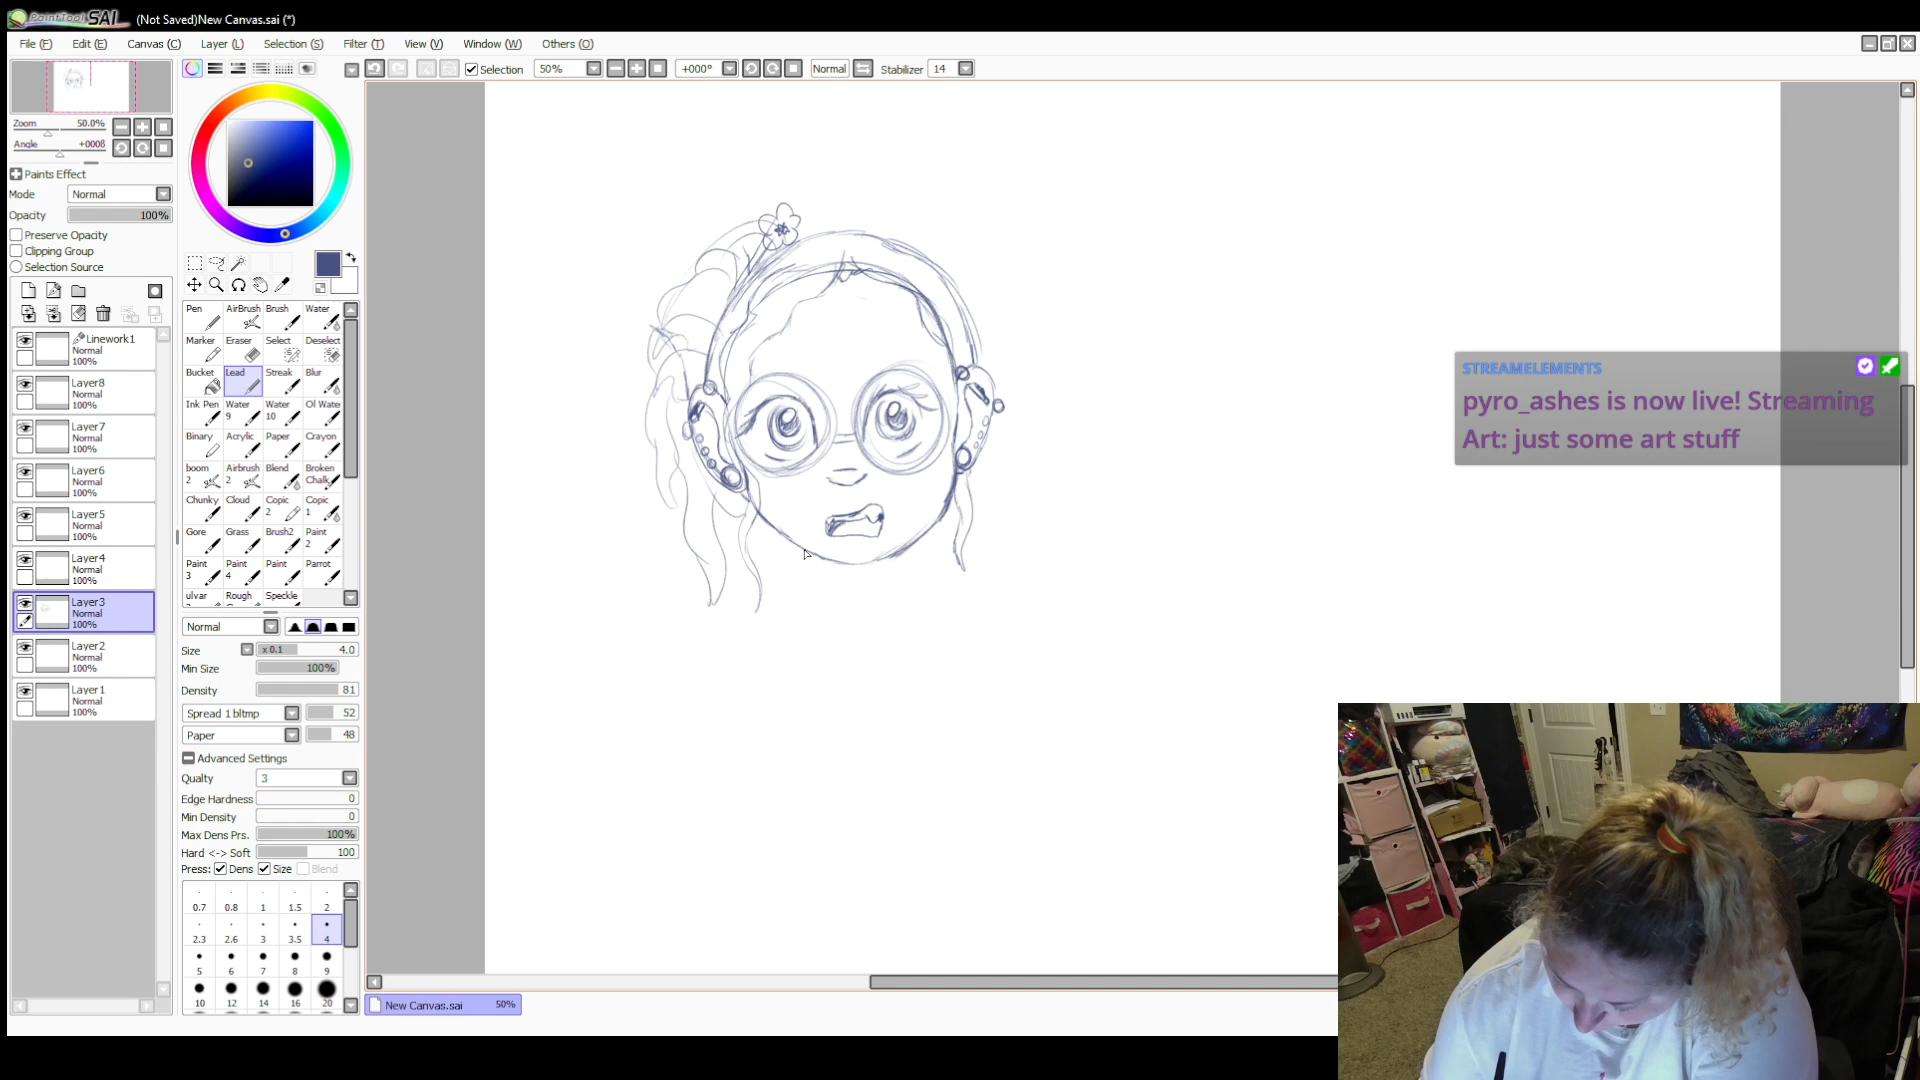 PaintTool SAI (Not Saved)New Canvas.sai (*)
File (F) Edit (E) Canvas (C) Layer (L) Selection (S) Filter (T) View (V) Window (W) Others (O)
Selection 50% +000° Normal Stabilizer 14
Zoom 50.0%
Angle +000ß
Paints Effect
Mode Normal
Opacity 100%
Preserve Opacity
Clipping Group
Selection Source
Linework1
Normal
100%
Layer8
Normal
100%
Layer7
Normal
100%
Layer6
Normal
100%
Layer5
Normal
100%
Layer4
Normal
100%
Layer3
Normal
100%
Layer2
Normal
100%
Layer1
Normal
100%
Pen AirBrush Brush Water
Marker Eraser Select Deselect
Bucket Lead Streak Blur
Ink Pen Water 9 Water 10 Oil Water
Binary Acrylic Paper Crayon
boom 2 Airbrush 2 Blend Broken Chalk
Chunky Cloud Copic 2 Copic 1
Gore Grass Brush2 Paint 2
Paint 3 Paint 4 Paint Parrot
ulvar Rough Speckle
Normal
Size x 0.1 4.0
Min Size 100%
Density 81
Spread 1 bltmp 52
Paper 48
Advanced Settings
Qualty 3
Edge Hardness 0
Min Density 0
Max Dens Prs. 100%
Hard <-> Soft 100
Press: Dens Size Blend
0.7 0.8 1 1.5 2
2.3 2.6 3 3.5 4
5 6 7 8 9
10 12 14 16 20
New Canvas.sai 50%
STREAMELEMENTS
pyro_ashes is now live! Streaming
Art: just some art stuff